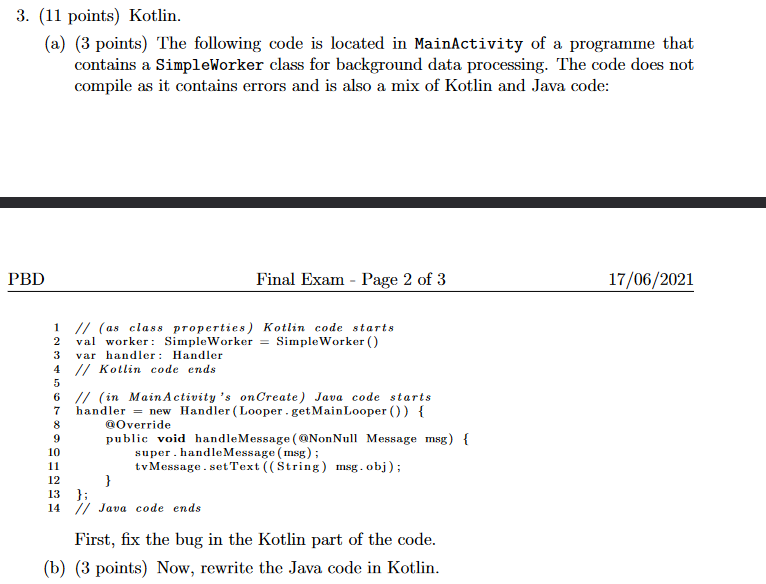 3. (11 points) Kotlin.
(a) (3 points) The following code is located in MainActivity of a programme that
contains a SimpleWorker class for background data processing. The code does not
compile as it contains errors and is also a mix of Kotlin and Java code:
PBD Final Exam - Page 2 of 3 17/06/2021
1 // (as class properties) Kotlin code starts
2 val worker: SimpleWorker = SimpleWorker()
3 var handler: Handler
4 // Kotlin code ends
5
6 // (in MainActivity's onCreate) Java code starts
7 handler = new Handler(Looper.getMainLooper()) {
8 @Override
9 public void handleMessage(@NonNull Message msg) {
10 super.handleMessage(msg);
11 tvMessage.setText((String) msg.obj);
12 }
13 };
14 // Java code ends
First, fix the bug in the Kotlin part of the code.
(b) (3 points) Now, rewrite the Java code in Kotlin.